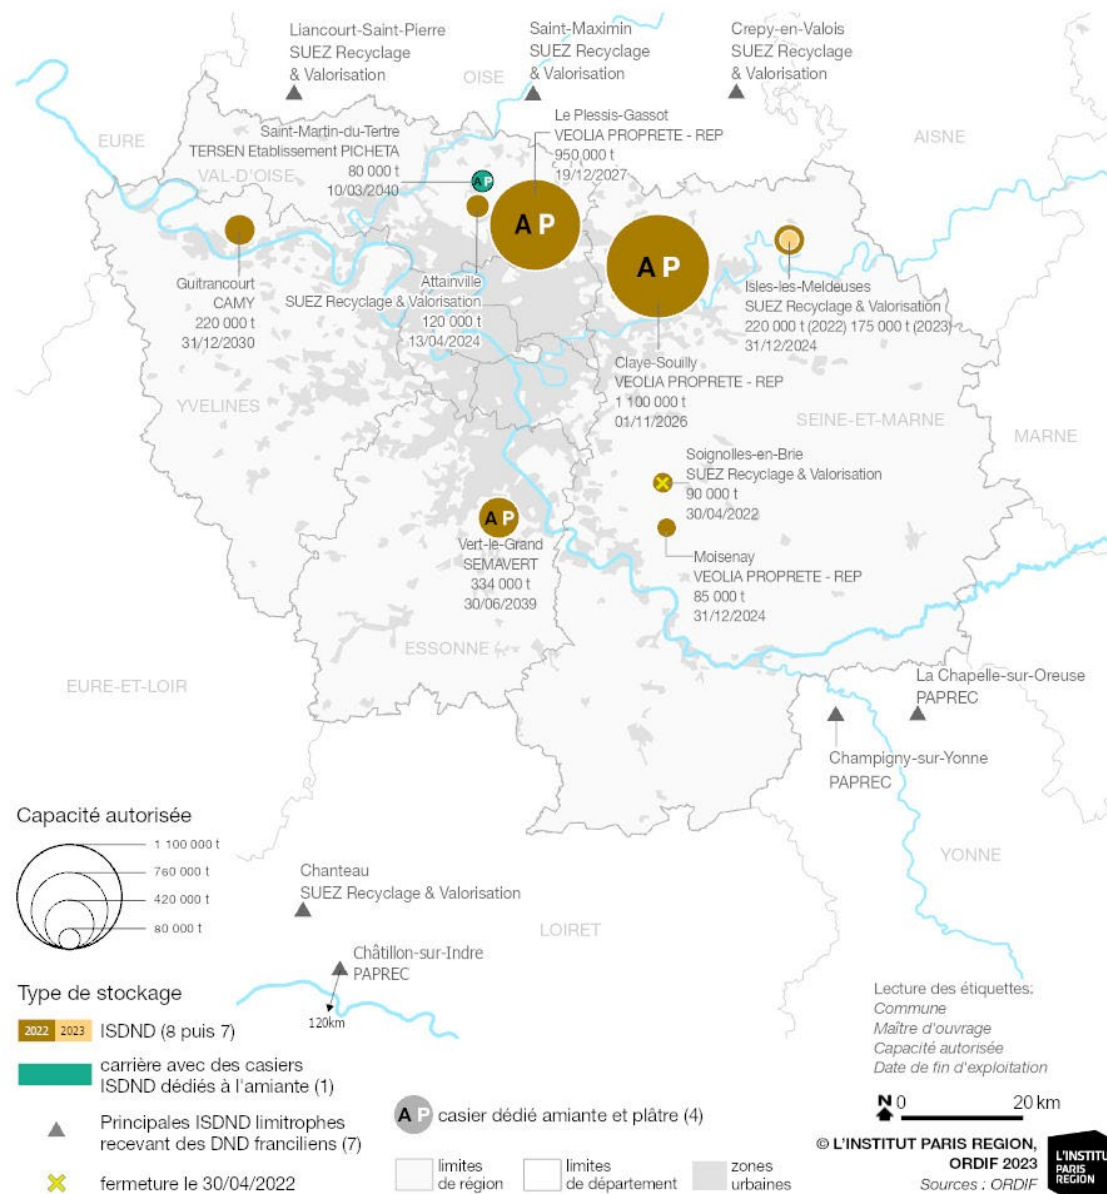 Liancourt-Saint-Pierre
SUEZ Recyclage
& Valorisation
Saint-Maximin
SUEZ Recyclage
& Valorisation
Crepy-en-Valois
SUEZ Recyclage
& Valorisation
OISE
EURE
AISNE
Saint-Martin-du-Tertre
TERSEN Etablissement PICHETA
80 000 t
10/03/2040
VAL-D'OISE
Le Plessis-Gassot
VEOLIA PROPRETE - REP
950 000 t
19/12/2027
A P
A P
A P
Guitrancourt
CAMY
220 000 t
31/12/2030
Attainville
SUEZ Recyclage & Valorisation
120 000 t
13/04/2024
Isles-les-Meldeuses
SUEZ Recyclage & Valorisation
220 000 t (2022) 175 000 t (2023)
31/12/2024
Claye-Souilly
VEOLIA PROPRETE - REP
1 100 000 t
01/11/2026
YVELINES
SEINE-ET-MARNE
MARNE
Soignolles-en-Brie
SUEZ Recyclage & Valorisation
90 000 t
30/04/2022
A P
Vert-le-Grand
SEMAVERT
334 000 t
30/06/2039
Moisenay
VEOLIA PROPRETE - REP
85 000 t
31/12/2024
ESSONNE
EURE-ET-LOIR
La Chapelle-sur-Oreuse
PAPREC
Champigny-sur-Yonne
PAPREC
YONNE
Capacité autorisée
1 100 000 t
760 000 t
420 000 t
80 000 t
Chanteau
SUEZ Recyclage & Valorisation
LOIRET
Châtillon-sur-Indre
PAPREC
120km
Type de stockage
2022 2023 ISDND (8 puis 7)
carrière avec des casiers
ISDND dédiés à l'amiante (1)
Principales ISDND limitrophes
recevant des DND franciliens (7)
fermeture le 30/04/2022
A P casier dédié amiante et plâtre (4)
limites
de région
limites
de département
zones
urbaines
Lecture des étiquettes:
Commune
Maître d'ouvrage
Capacité autorisée
Date de fin d'exploitation
N 0 20 km
© L'INSTITUT PARIS REGION,
ORDIF 2023
Sources : ORDIF
L'INSTITU
PARIS
REGION